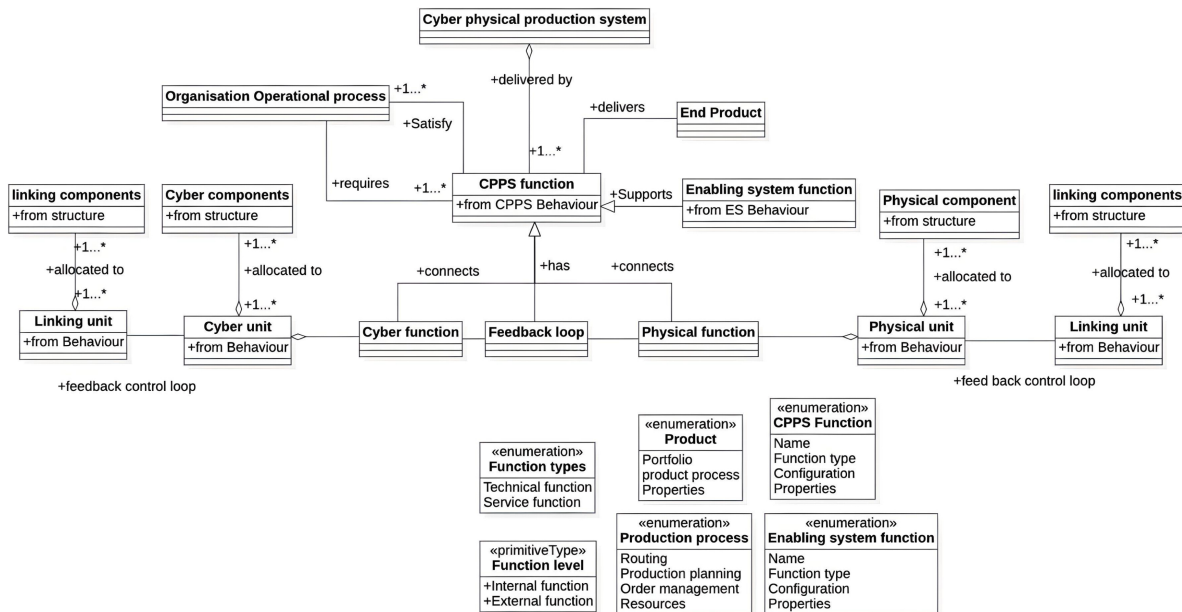 Cyber physical production system
+delivered by
+1...*
Organisation Operational process
+1...*
+Satisfy
+requires
+1...*
+delivers
End Product
CPPS function
+from CPPS Behaviour
+Supports
Enabling system function
+from ES Behaviour
linking components
+from structure
Cyber components
+from structure
Physical component
+from structure
linking components
+from structure
+1...*
+allocated to
+1...*
+1...*
+allocated to
+1...*
+connects
+has
+connects
+1...*
+allocated to
+1...*
+1...*
+allocated to
+1...*
Linking unit
+from Behaviour
Cyber unit
+from Behaviour
Cyber function
Feedback loop
Physical function
Physical unit
+from Behaviour
Linking unit
+from Behaviour
+feedback control loop
+feed back control loop
«enumeration»
Function types
Technical function
Service function
«enumeration»
Product
Portfolio
product process
Properties
«enumeration»
CPPS Function
Name
Function type
Configuration
Properties
«primitiveType»
Function level
+Internal function
+External function
«enumeration»
Production process
Routing
Production planning
Order management
Resources
«enumeration»
Enabling system function
Name
Function type
Configuration
Properties